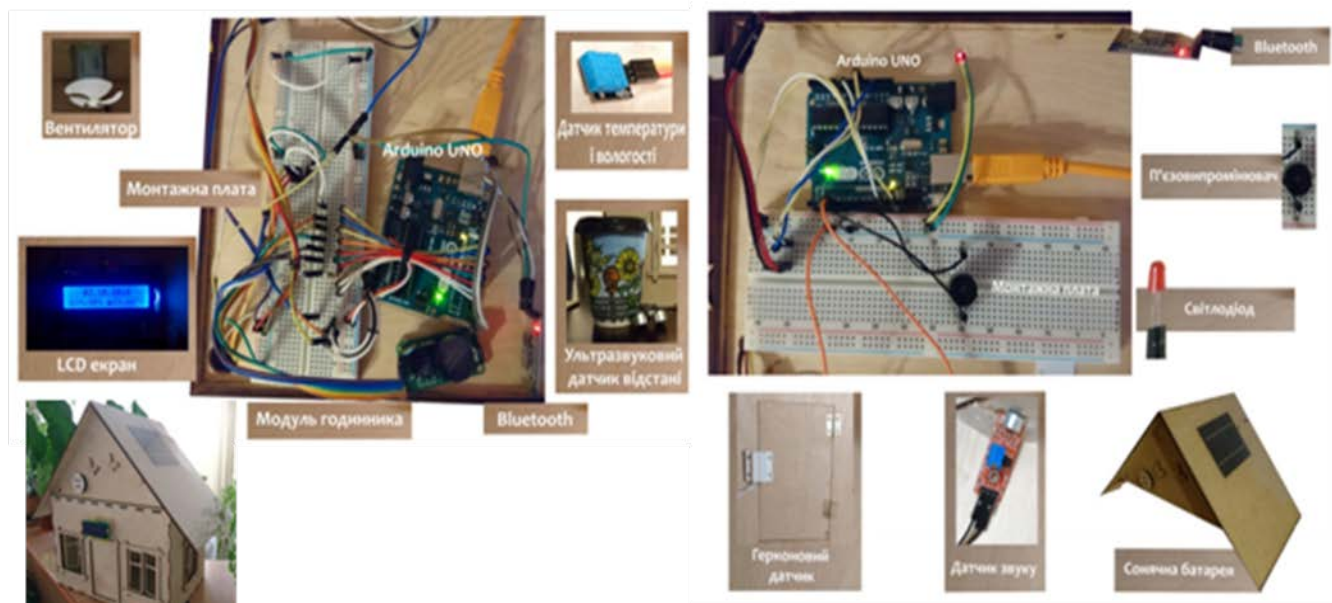 Вентилятор
Arduino UNO
Датчик температури
і вологості
Монтажна плата
LCD екран
Ультразвуковий
датчик відстані
Модуль годинника
Bluetooth
Arduino UNO
Bluetooth
П'єзовипромінювач
Монтажна плата
Світлодіод
Герконовий
датчик
Датчик звуку
Сонячна батарея